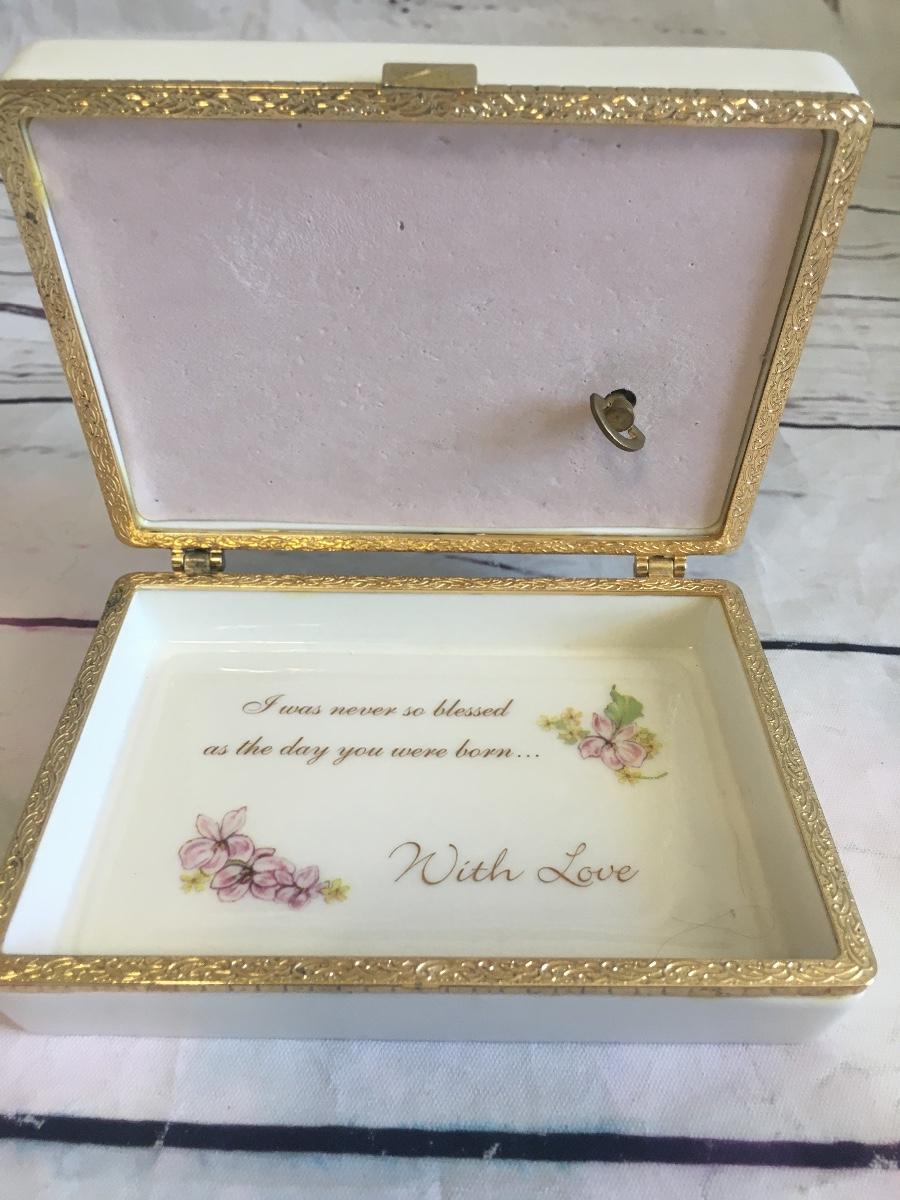 I was never so blessed
as the day you were born...
With Love